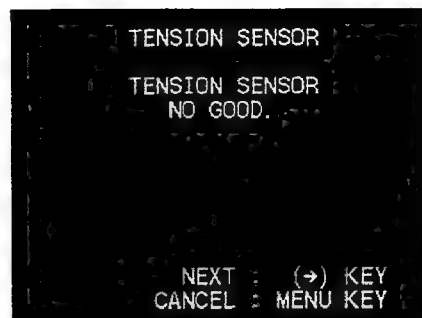 TENSION SENSOR
TENSION SENSOR
NO GOOD.
NEXT : (→) KEY
CANCEL : MENU KEY